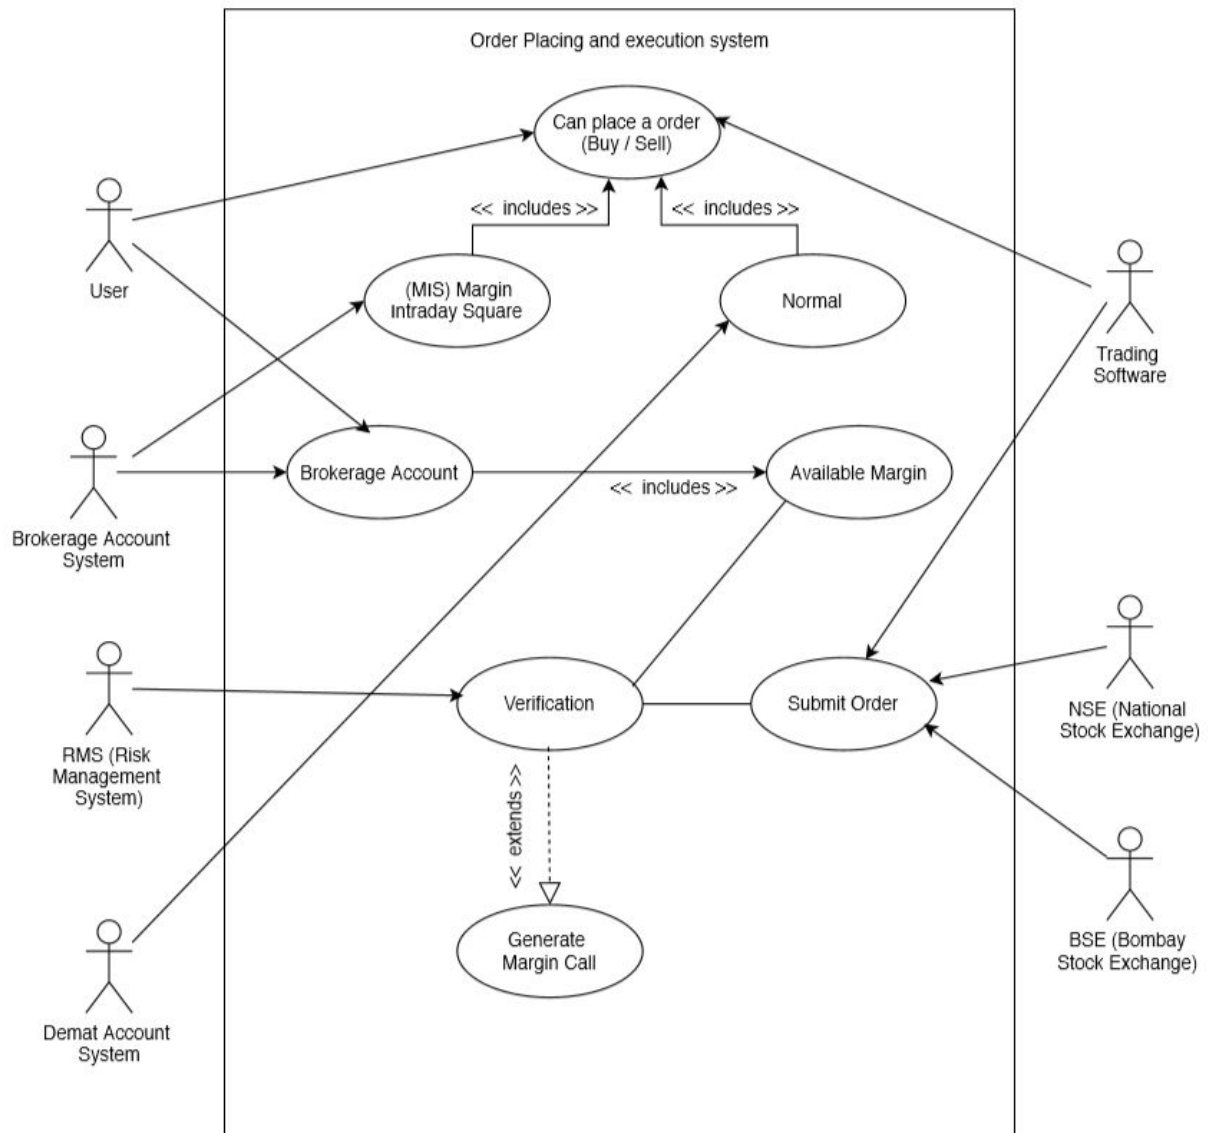 Order Placing and execution system
Can place a order
(Buy / Sell)
<< includes >>
<< includes >>
User
(MIS) Margin
Intraday Square
Normal
Trading
Software
Brokerage Account
Available Margin
<< includes >>
Brokerage Account
System
Verification
Submit Order
NSE (National
Stock Exchange)
RMS (Risk
Management
System)
<< extends >>
Generate
Margin Call
BSE (Bombay
Stock Exchange)
Demat Account
System